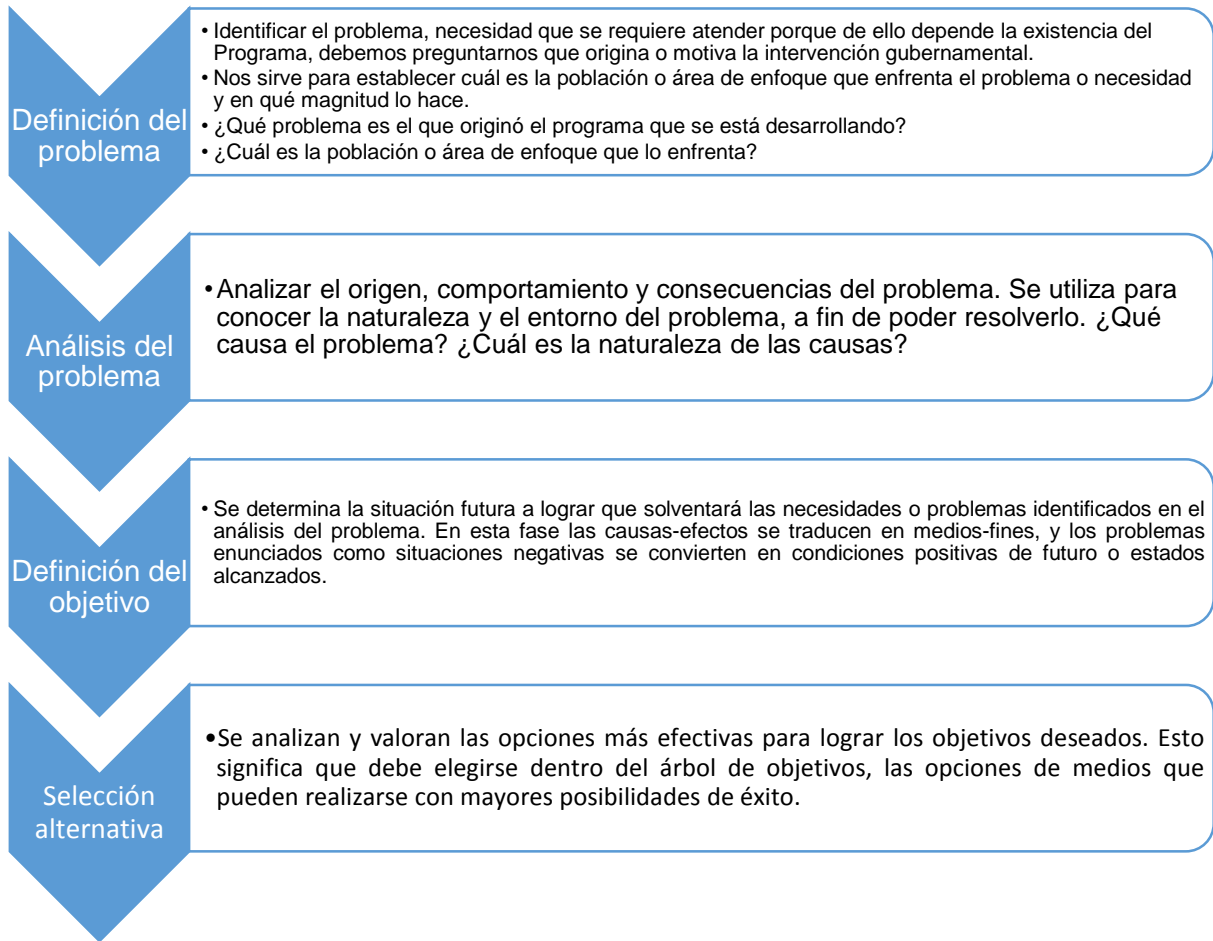 Definición del
problema
• Identificar el problema, necesidad que se requiere atender porque de ello depende la existencia del
Programa, debemos preguntarnos que origina o motiva la intervención gubernamental.
• Nos sirve para establecer cuál es la población o área de enfoque que enfrenta el problema o necesidad
y en qué magnitud lo hace.
• ¿Qué problema es el que originó el programa que se está desarrollando?
• ¿Cuál es la población o área de enfoque que lo enfrenta?
Análisis del
problema
•Analizar el origen, comportamiento y consecuencias del problema. Se utiliza para
conocer la naturaleza y el entorno del problema, a fin de poder resolverlo. ¿Qué
causa el problema? ¿Cuál es la naturaleza de las causas?
Definición del
objetivo
• Se determina la situación futura a lograr que solventará las necesidades o problemas identificados en el
análisis del problema. En esta fase las causas-efectos se traducen en medios-fines, y los problemas
enunciados como situaciones negativas se convierten en condiciones positivas de futuro o estados
alcanzados.
Selección
alternativa
•Se analizan y valoran las opciones más efectivas para lograr los objetivos deseados. Esto
significa que debe elegirse dentro del árbol de objetivos, las opciones de medios que
pueden realizarse con mayores posibilidades de éxito.